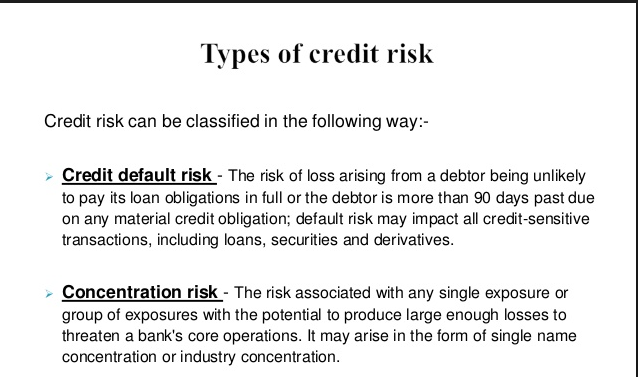 Types of credit risk
Credit risk can be classified in the following way:-
Credit default risk - The risk of loss arising from a debtor being unlikely
to pay its loan obligations in full or the debtor is more than 90 days past due
on any material credit obligation; default risk may impact all credit-sensitive
transactions, including loans, securities and derivatives.
Concentration risk - The risk associated with any single exposure or
group of exposures with the potential to produce large enough losses to
threaten a bank's core operations. It may arise in the form of single name
concentration or industry concentration.